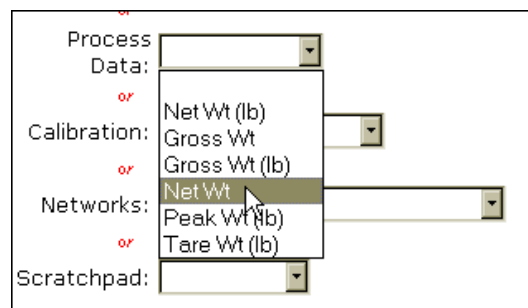 or
Process
Data:
or
Net Wt (lb)
Calibration:
Gross Wt
Gross Wt (lb)
or
Net Wt
Networks:
Peak Wt (lb)
or
Tare Wt (lb)
Scratchpad: